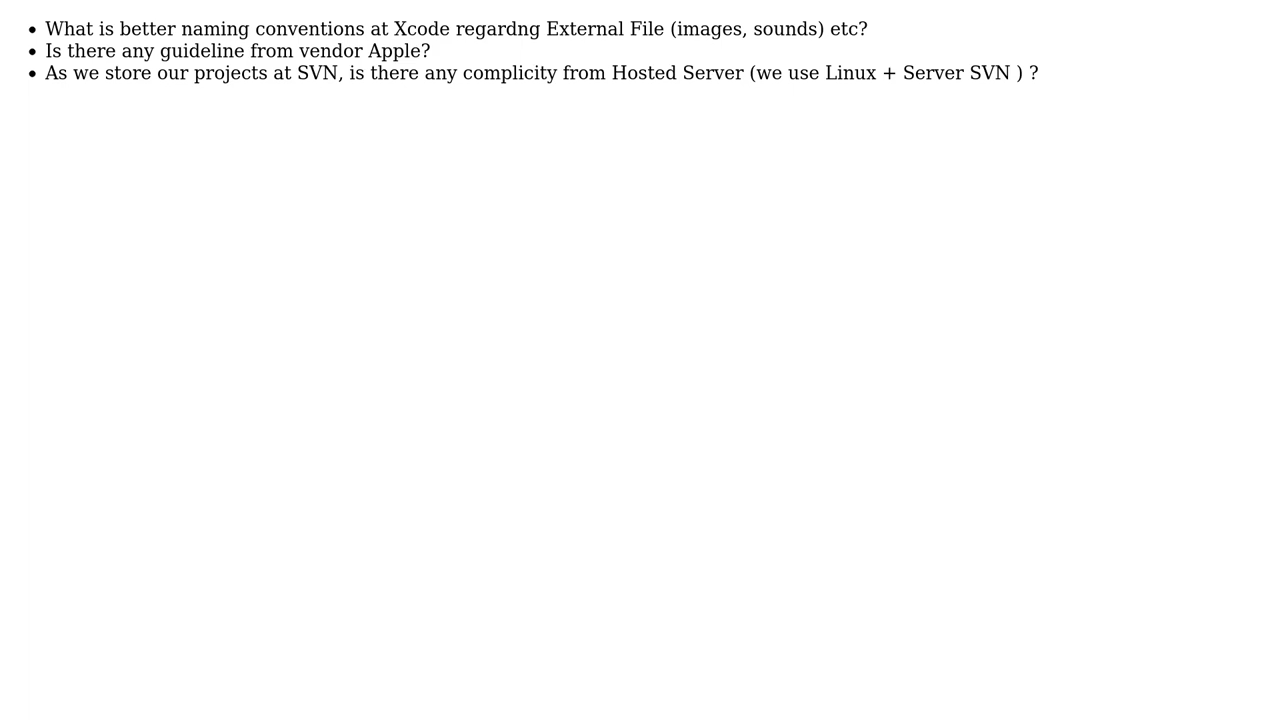 • What is better naming conventions at Xcode regardng External File (images, sounds) etc?
• Is there any guideline from vendor Apple?
• As we store our projects at SVN, is there any complicity from Hosted Server (we use Linux + Server SVN ) ?